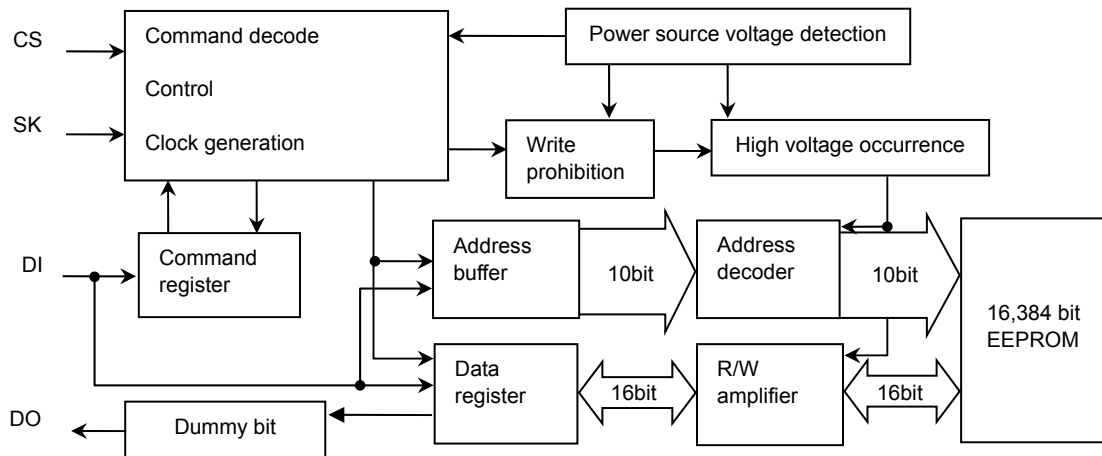 CS
Command decode
Power source voltage detection
Control
SK
Clock generation
Write
prohibition
High voltage occurrence
DI
Command
register
Address
buffer
10bit
Address
decoder
10bit
16,384 bit
EEPROM
Data
register
16bit
R/W
amplifier
16bit
DO
Dummy bit